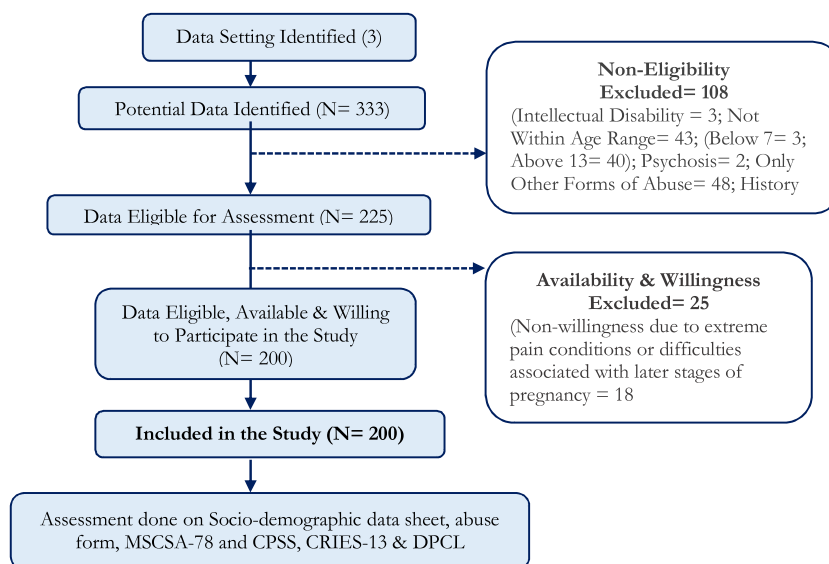 Data Setting Identified (3)
Potential Data Identified (N= 333)
Non-Eligibility
Excluded= 108
(Intellectual Disability = 3; Not
Within Age Range= 43; (Below 7= 3;
Above 13= 40); Psychosis= 2; Only
Other Forms of Abuse= 48; History
Data Eligible for Assessment (N= 225)
Availability & Willingness
Excluded= 25
(Non-willingness due to extreme
pain conditions or difficulties
associated with later stages of
pregnancy = 18
Data Eligible, Available & Willing
to Participate in the Study
(N= 200)
Included in the Study (N= 200)
Assessment done on Socio-demographic data sheet, abuse
form, MSCSA-78 and CPSS, CRIES-13 & DPCL